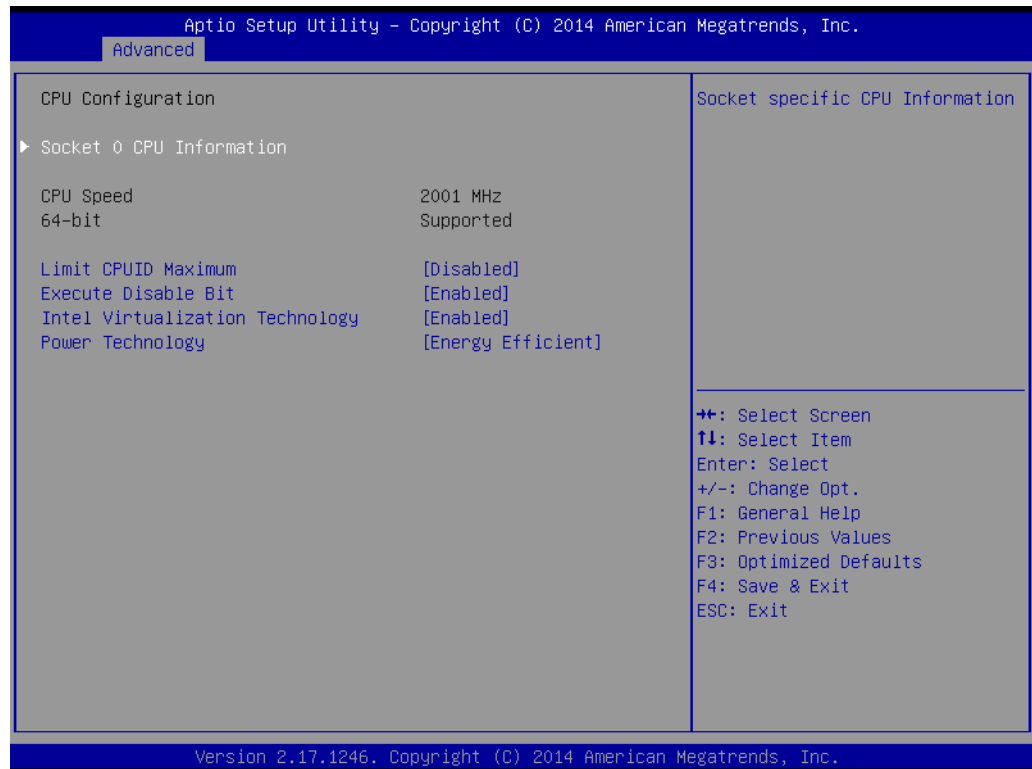 Aptio Setup Utility – Copyright (C) 2014 American Megatrends, Inc.
Advanced
CPU Configuration
Socket specific CPU Information
▶ Socket 0 CPU Information
CPU Speed 2001 MHz
64-bit Supported
Limit CPUID Maximum [Disabled]
Execute Disable Bit [Enabled]
Intel Virtualization Technology [Enabled]
Power Technology [Energy Efficient]
→←: Select Screen
↑↓: Select Item
Enter: Select
+/-: Change Opt.
F1: General Help
F2: Previous Values
F3: Optimized Defaults
F4: Save & Exit
ESC: Exit
Version 2.17.1246. Copyright (C) 2014 American Megatrends, Inc.